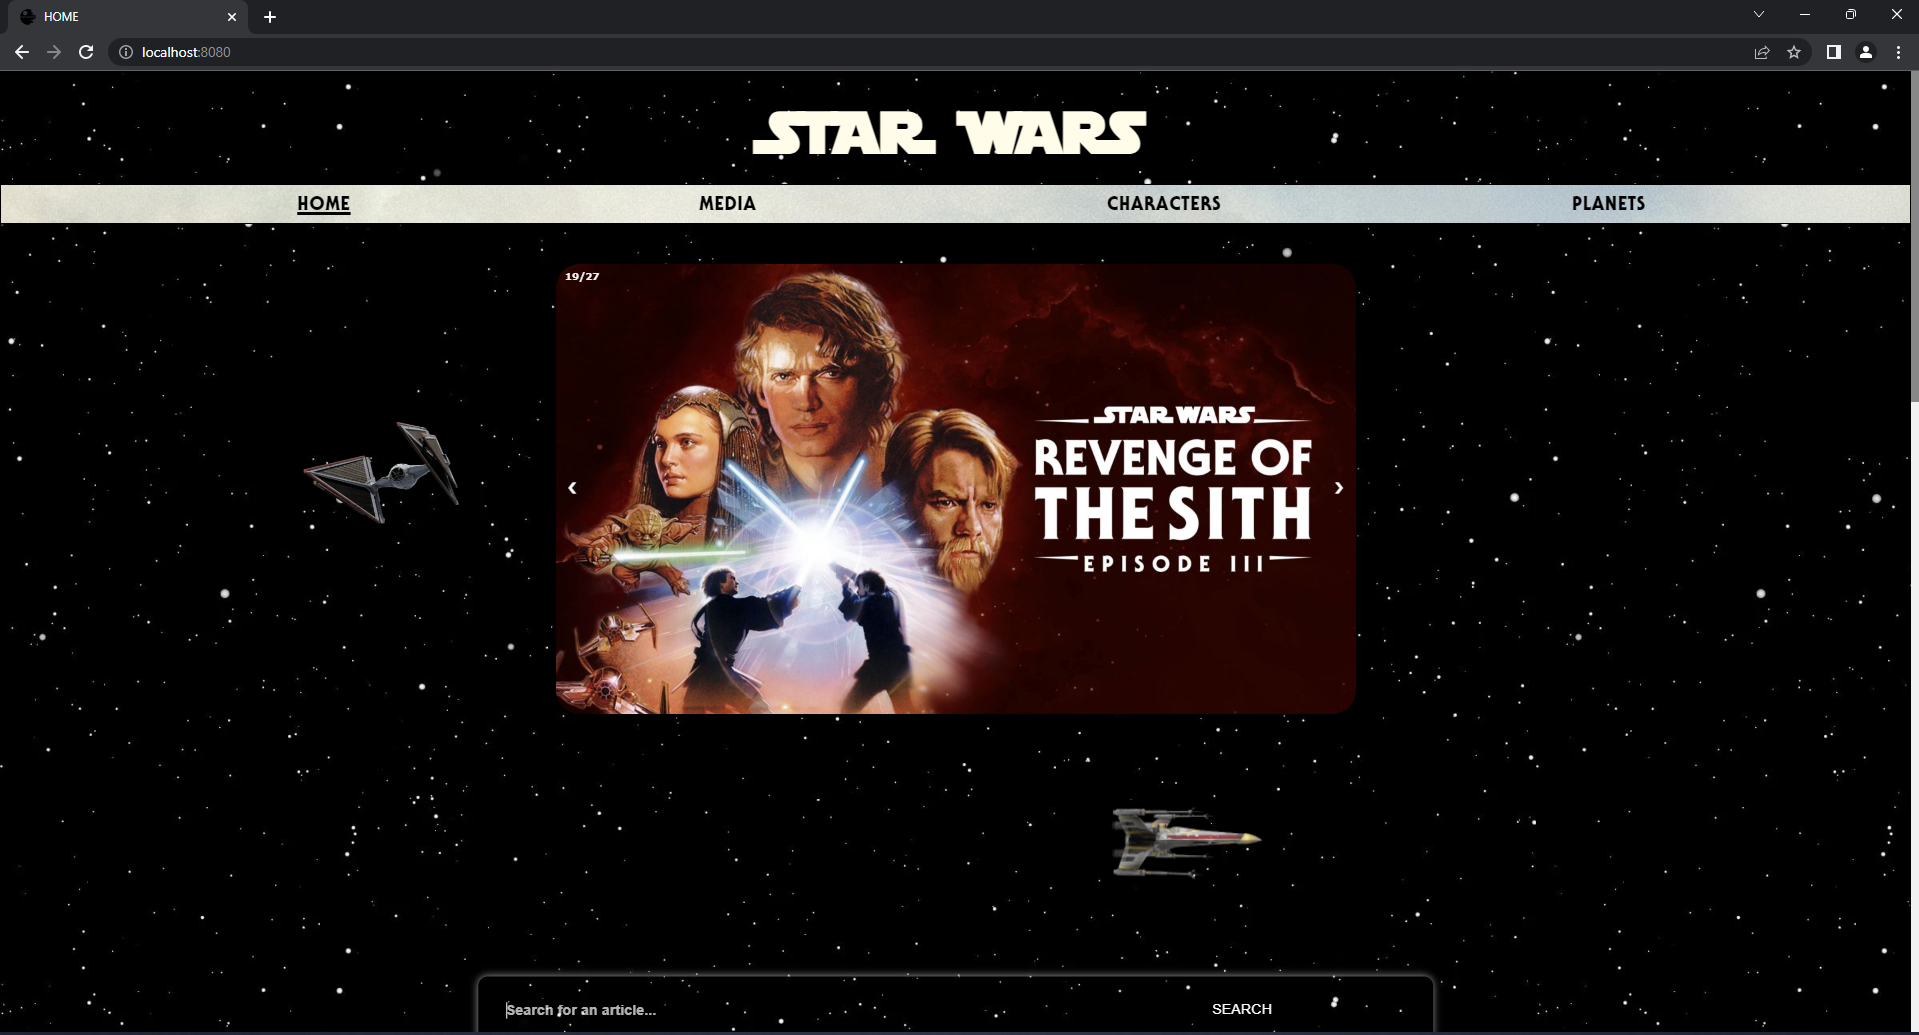 HOME
localhost:8080
STAR WARS
HOME MEDIA CHARACTERS PLANETS
19/27
STAR WARS
REVENGE OF
THE SITH
EPISODE III
Search for an article... SEARCH